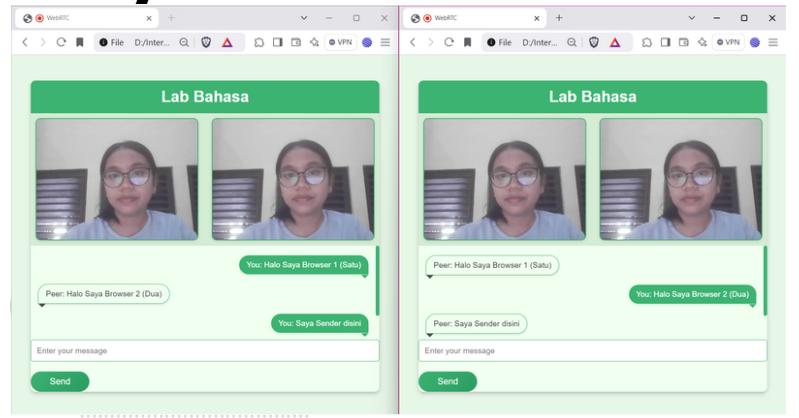 WebRTC
File D:/Inter... VPN
Lab Bahasa
You: Halo Saya Browser 1 (Satu)
Peer: Halo Saya Browser 2 (Dua)
You: Saya Sender disini
Enter your message
Send
WebRTC
File D:/Inter... VPN
Lab Bahasa
Peer: Halo Saya Browser 1 (Satu)
You: Halo Saya Browser 2 (Dua)
Peer: Saya Sender disini
Enter your message
Send